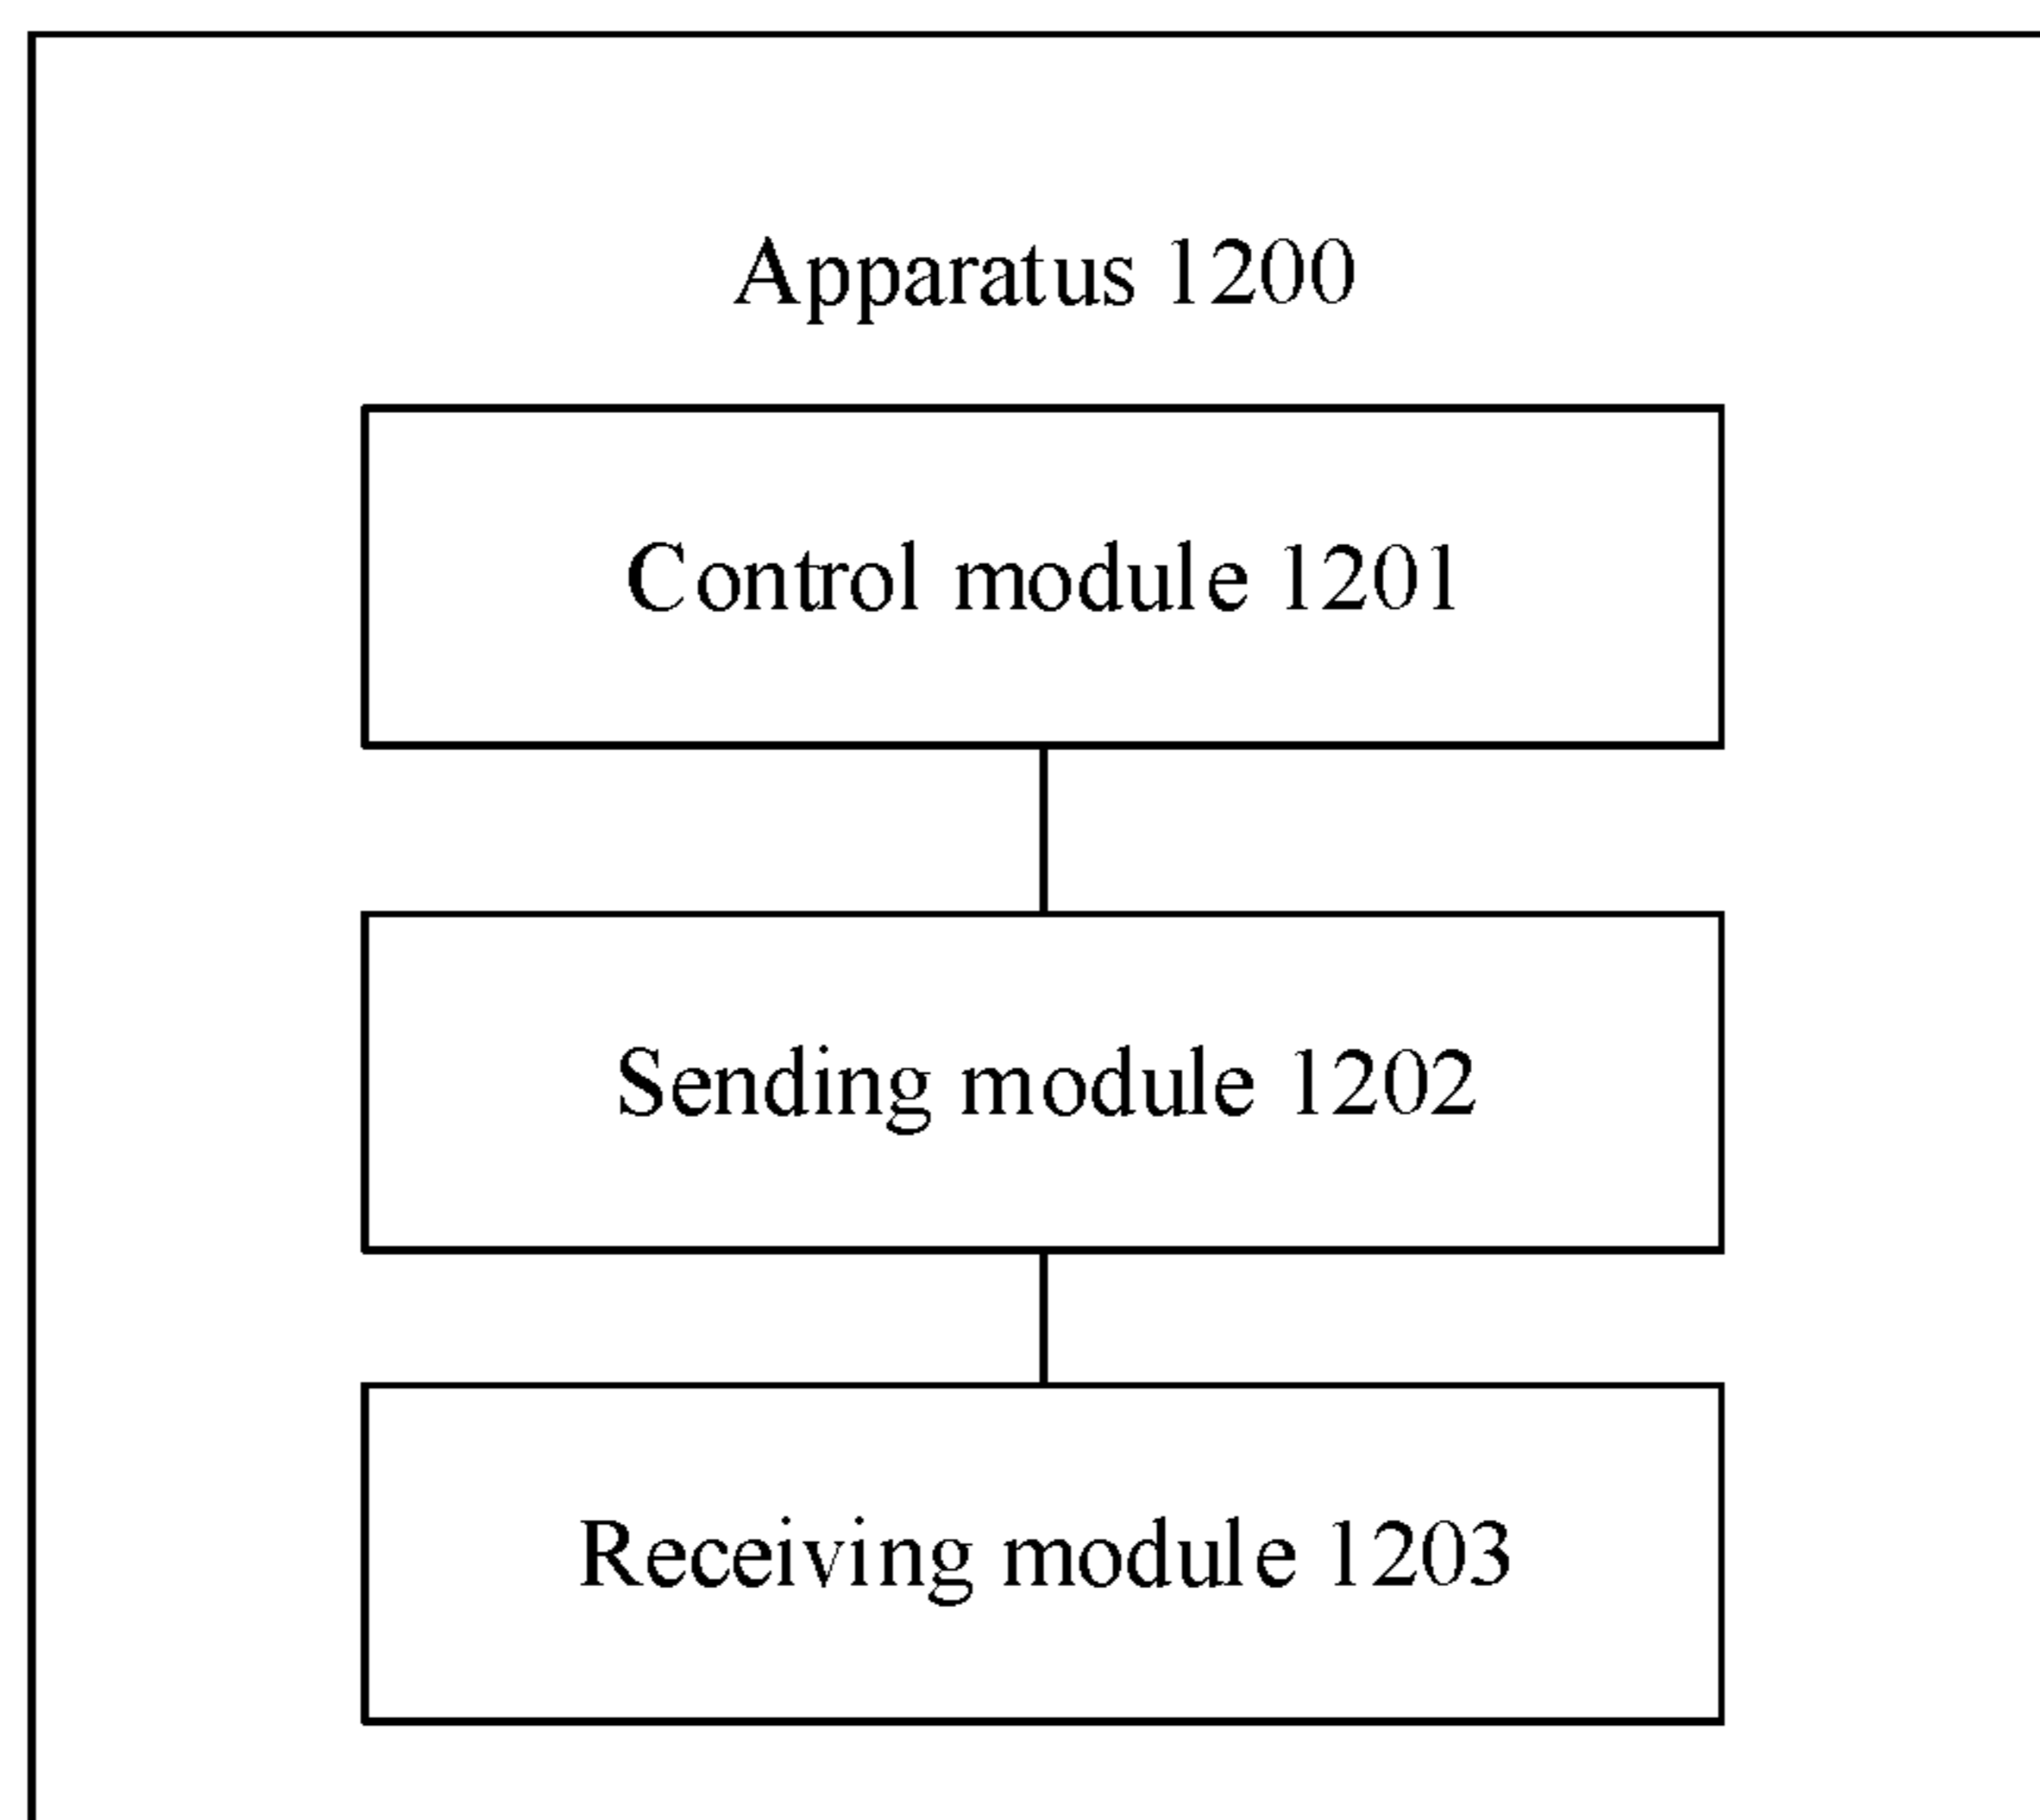 Apparatus 1200
Control module 1201
Sending module 1202
Receiving module 1203